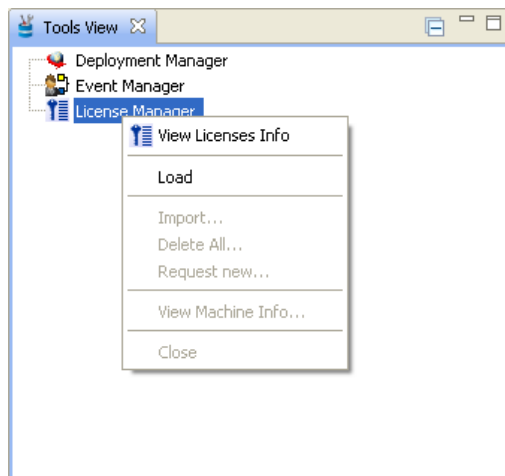 Tools View
Deployment Manager
Event Manager
License Manager
View Licenses Info
Load
Import...
Delete All...
Request new...
View Machine Info...
Close